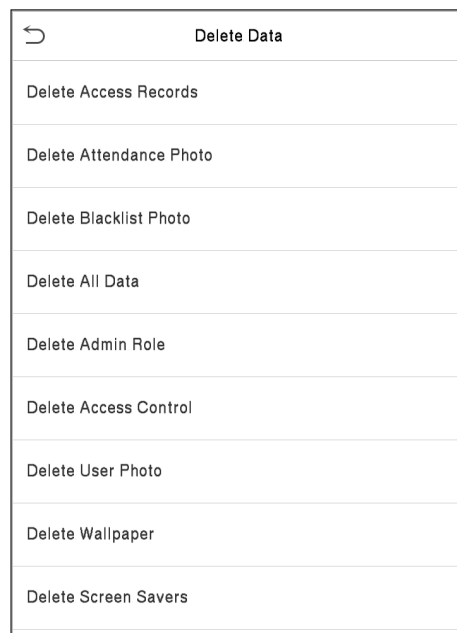 Delete Data
Delete Access Records
Delete Attendance Photo
Delete Blacklist Photo
Delete All Data
Delete Admin Role
Delete Access Control
Delete User Photo
Delete Wallpaper
Delete Screen Savers